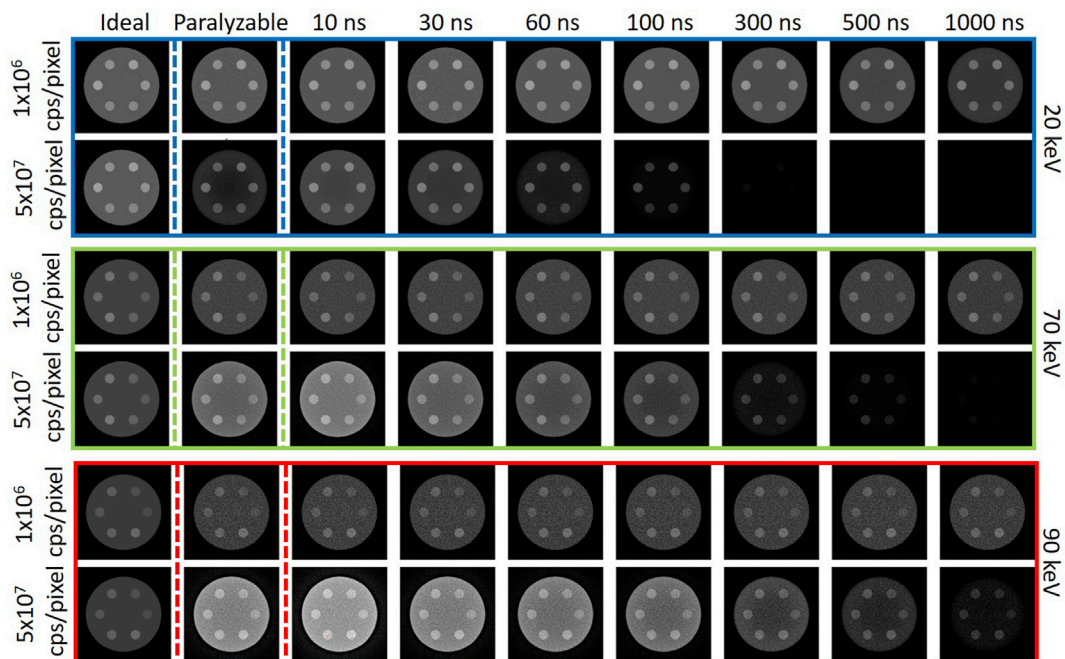 Ideal Paralyzable 10 ns 30 ns 60 ns 100 ns 300 ns 500 ns 1000 ns
1x10⁶
cps/pixel
5x10⁷
cps/pixel
20 keV
1x10⁶
cps/pixel
5x10⁷
cps/pixel
70 keV
1x10⁶
cps/pixel
5x10⁷
cps/pixel
90 keV